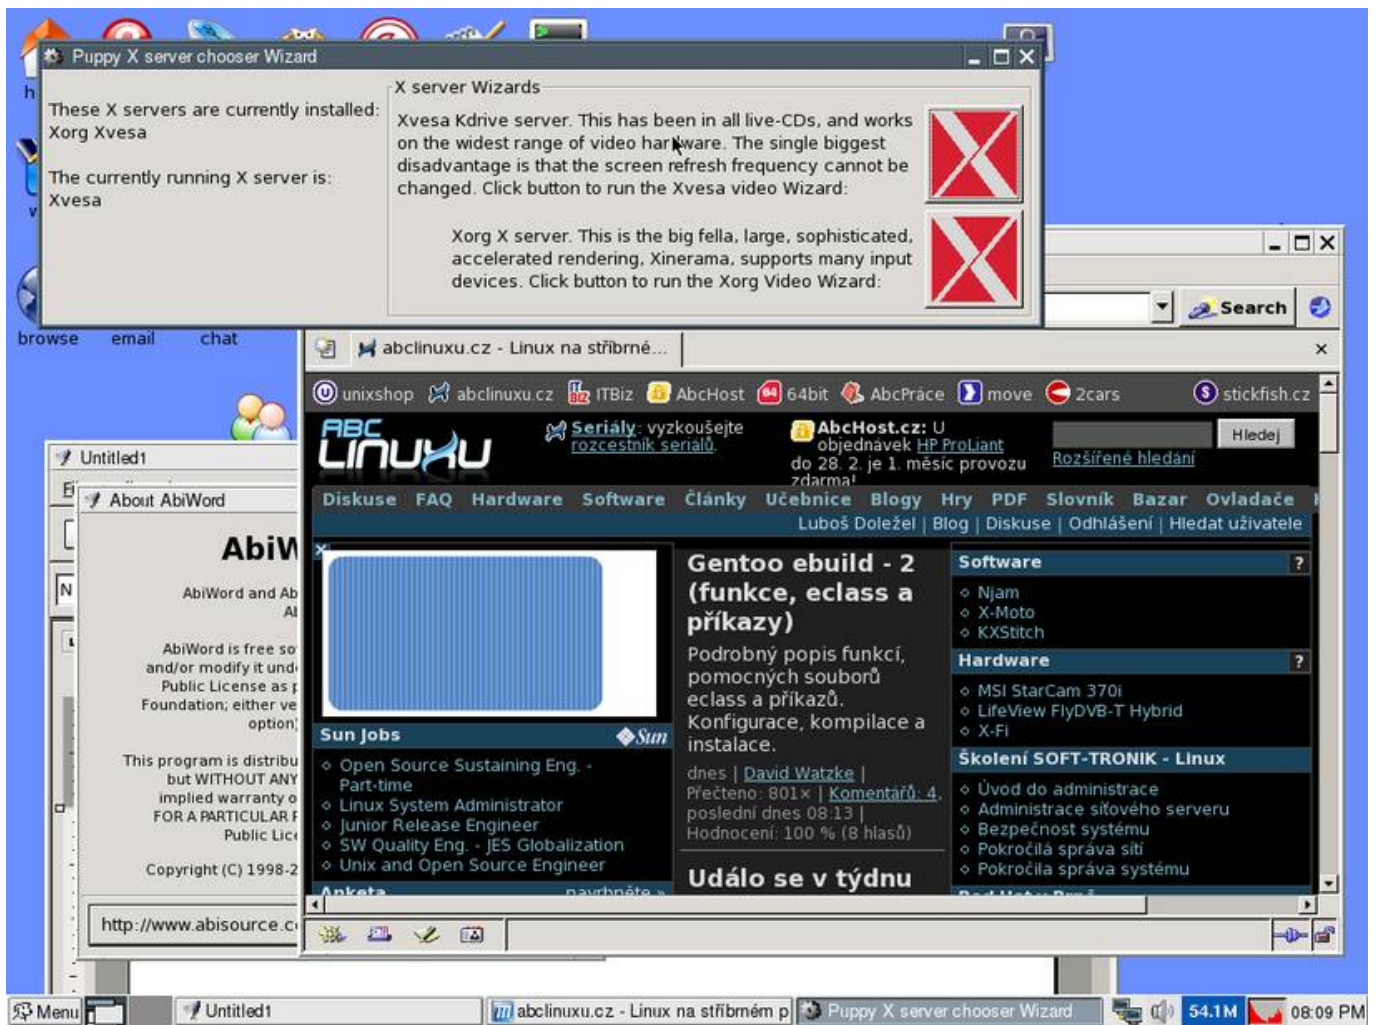 Puppy X server chooser Wizard
These X servers are currently installed:
Xorg Xvesa
The currently running X server is:
Xvesa
X server Wizards
Xvesa Kdrive server. This has been in all live-CDs, and works
on the widest range of video hardware. The single biggest
disadvantage is that the screen refresh frequency cannot be
changed. Click button to run the Xvesa video Wizard:
Xorg X server. This is the big fella, large, sophisticated,
accelerated rendering, Xinerama, supports many input
devices. Click button to run the Xorg Video Wizard:
Search
browse
email
chat
abclinuxu.cz - Linux na stříbrné...
unixshop
abclinuxu.cz
IT BIZ
ITBiz
AbcHost
64
64bit
AbcPráce
move
2cars
S
stickfish.cz
ABC
LINUXU
Seriály: vyzkoušejte
rozcestník seriálů.
AbcHost.cz: U
objednávek HP ProLiant
do 28. 2. je 1. měsíc provozu
zdarma!
Hledej
Rozšířené hledání
Diskuse FAQ Hardware Software Články Učebnice Blogy Hry PDF Slovník Bazar Ovladače
Luboš Doležel | Blog | Diskuse | Odhlášení | Hledat uživatele
Gentoo ebuild - 2
(funkce, eclass a
příkazy)
Podrobný popis funkcí,
pomocných souborů
eclass a příkazů.
Konfigurace, kompilace a
instalace.
dnes | David Watzke |
Přečteno: 801× | Komentářů: 4,
poslední dnes 08:13 |
Hodnocení: 100 % (8 hlasů)
Událo se v týdnu
Software
?
Njam
X-Moto
KXStitch
Hardware
?
MSI StarCam 370i
LifeView FlyDVB-T Hybrid
X-Fi
Školení SOFT-TRONIK - Linux
Úvod do administrace
Administrace síťového serveru
Bezpečnost systému
Pokročilá správa sítí
Pokročilá správa systému
Sun Jobs
Sun
Open Source Sustaining Eng. -
Part-time
Linux System Administrator
Junior Release Engineer
SW Quality Eng. - JES Globalization
Unix and Open Source Engineer
Anketa
navrhněte »
Untitled1
About AbiWord
AbiW
AbiWord and Ab
AbiWord is free so
and/or modify it und
Public License as p
Foundation; either ve
option)
This program is distribu
but WITHOUT ANY
implied warranty o
FOR A PARTICULAR F
Public Lic
Copyright (C) 1998-2
http://www.abisource.c
Menu
Untitled1
abclinuxu.cz - Linux na stříbrném p
Puppy X server chooser Wizard
54.1M
08:09 PM